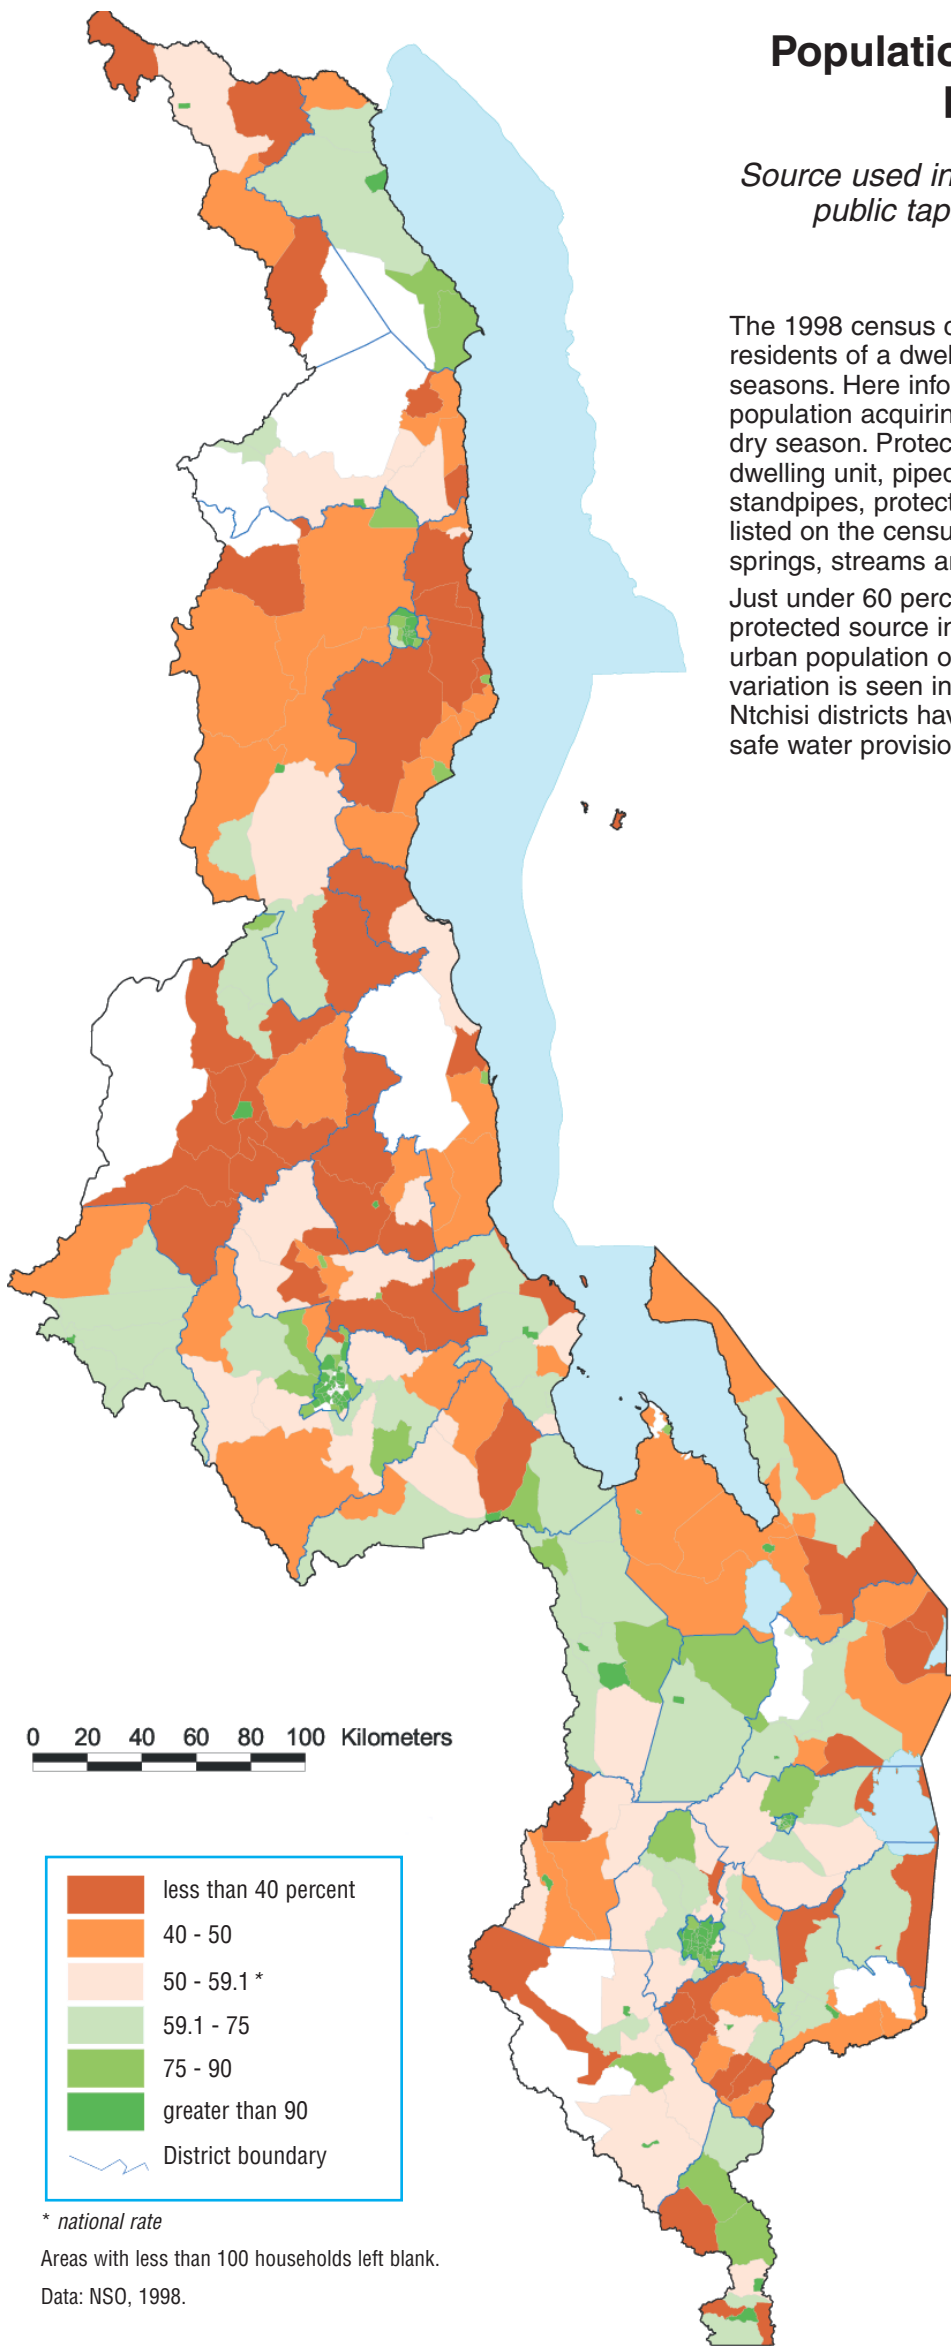 Populatio
Source used in
public tap
The 1998 census
residents of a dwel
seasons. Here info
population acquirin
dry season. Protec
dwelling unit, piped
standpipes, protect
listed on the censu
springs, streams a
Just under 60 perc
protected source in
urban population o
variation is seen in
Ntchisi districts hav
safe water provisio
0 20 40 60 80 100 Kilometers
less than 40 percent
40 - 50
50 - 59.1 *
59.1 - 75
75 - 90
greater than 90
District boundary
* national rate
Areas with less than 100 households left blank.
Data: NSO, 1998.